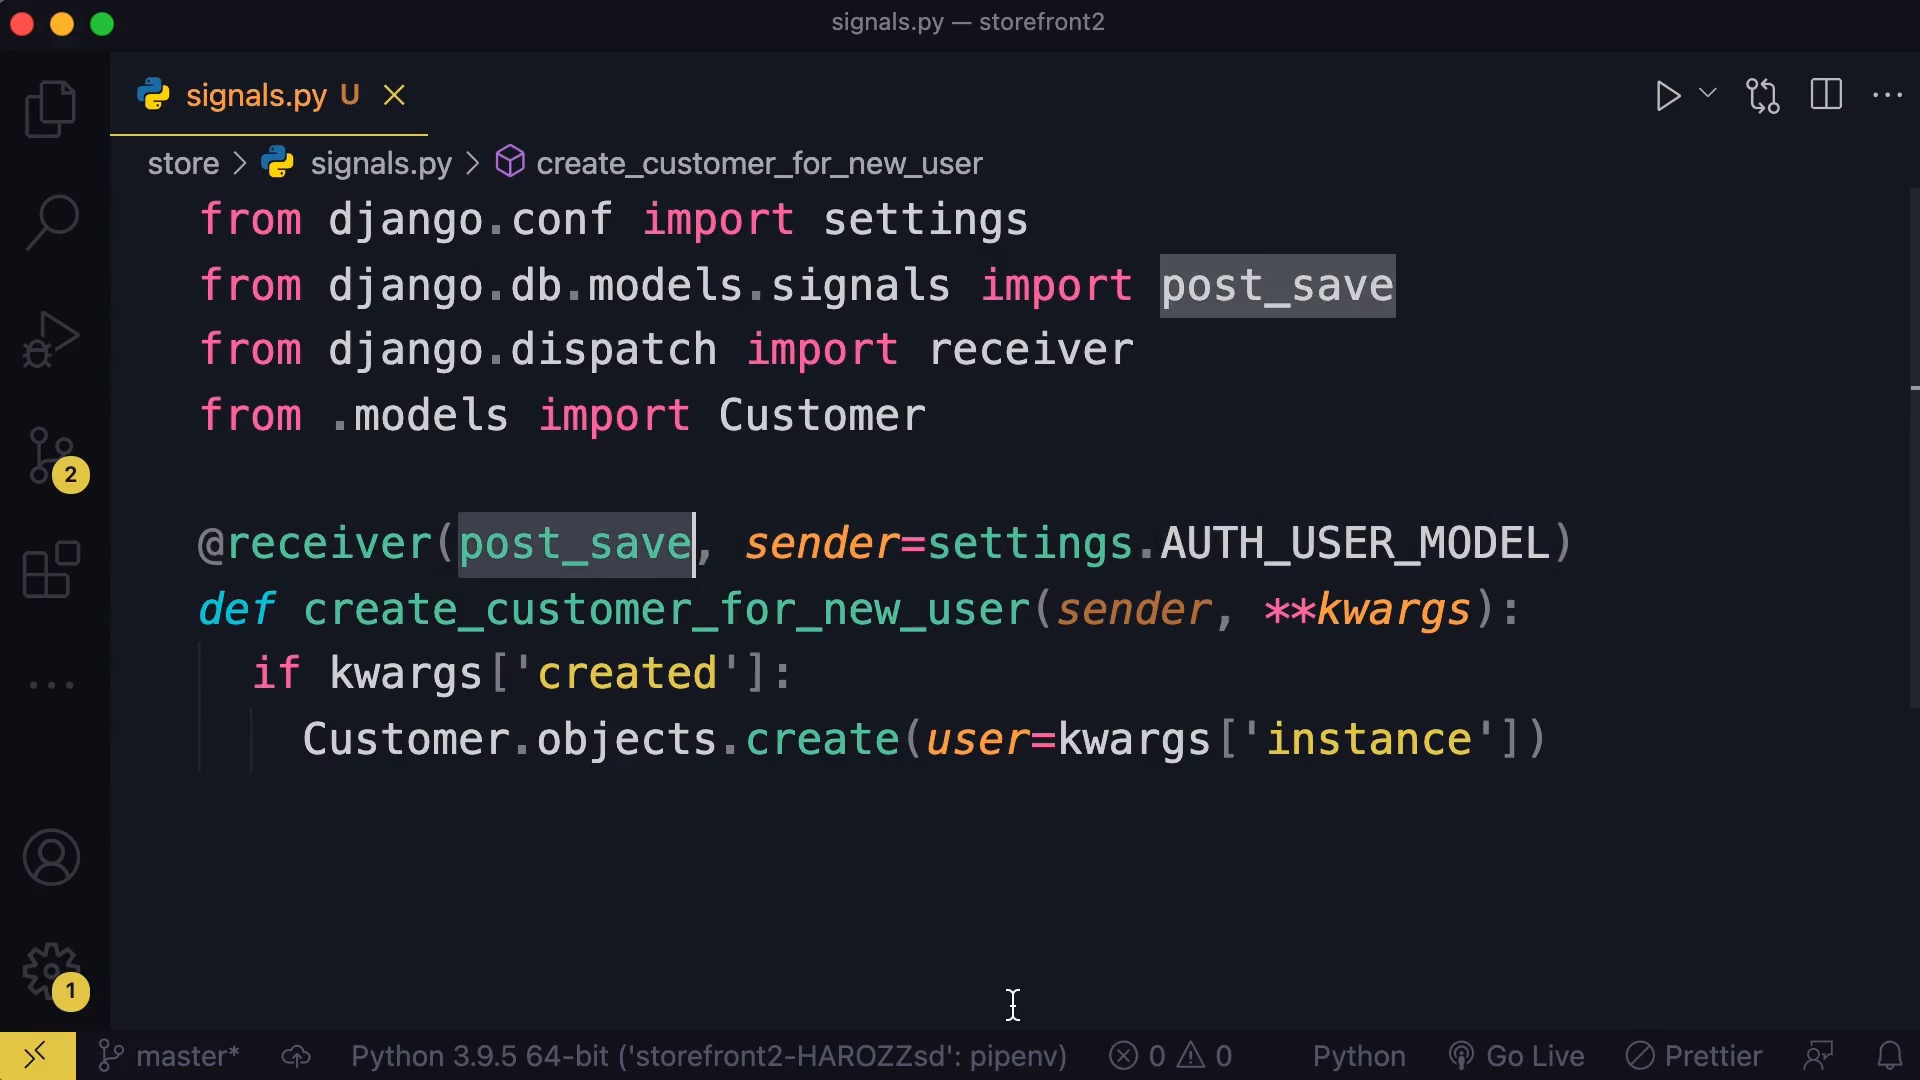 signals.py — storefront2
signals.py U
store > signals.py > create_customer_for_new_user
from django.conf import settings
from django.db.models.signals import post_save
from django.dispatch import receiver
from .models import Customer
@receiver(post_save, sender=settings.AUTH_USER_MODEL)
def create_customer_for_new_user(sender, **kwargs):
if kwargs['created']:
Customer.objects.create(user=kwargs['instance'])
2
1
master* Python 3.9.5 64-bit ('storefront2-HAROZZsd': pipenv) 0 0 Python Go Live Prettier